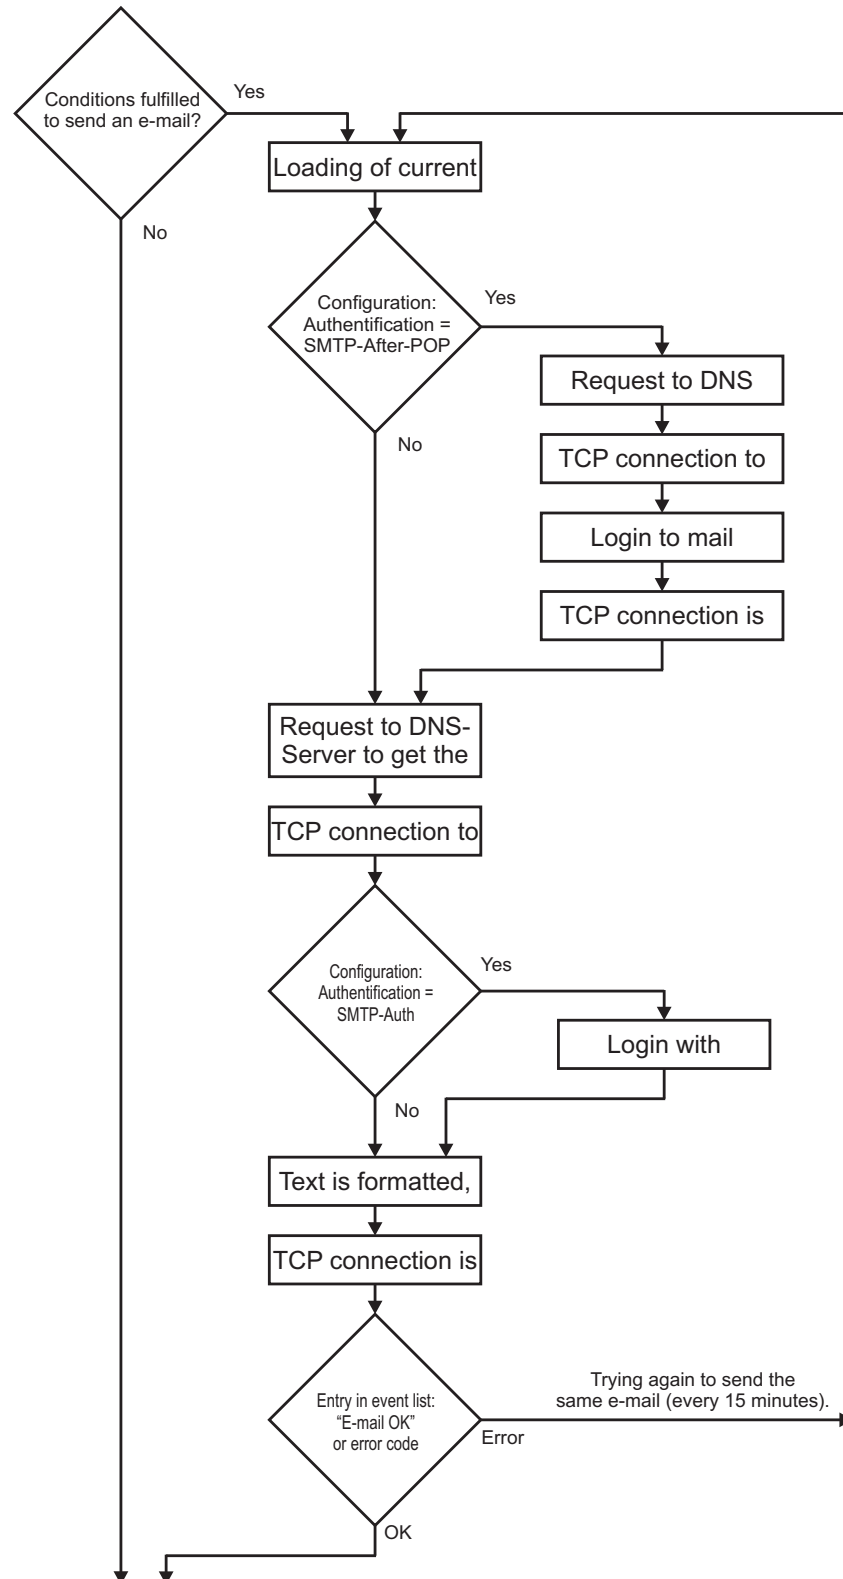 Conditions fulfilled
to send an e-mail?
Yes
No
Loading of current
Configuration:
Authentification =
SMTP-After-POP
Yes
No
Request to DNS
TCP connection to
Login to mail
TCP connection is
Request to DNS-
Server to get the
TCP connection to
Configuration:
Authentification =
SMTP-Auth
Yes
No
Login with
Text is formatted,
TCP connection is
Entry in event list:
“E-mail OK”
or error code
Trying again to send the
same e-mail (every 15 minutes).
Error
OK